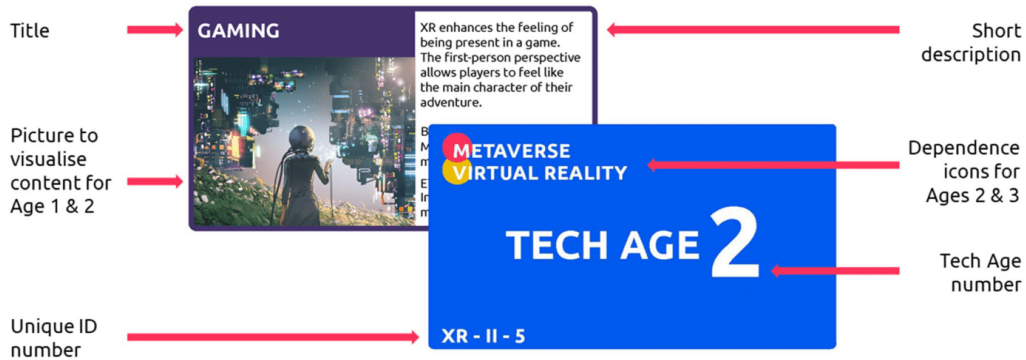 Title
GAMING
XR enhances the feeling of
being present in a game.
The first-person perspective
allows players to feel like
the main character of their
adventure.
Short
description
Picture to
visualise
content for
Age 1 & 2
METAVERSE
VIRTUAL REALITY
Dependence
icons for
Ages 2 & 3
TECH AGE 2
Tech Age
number
Unique ID
number
XR - II - 5